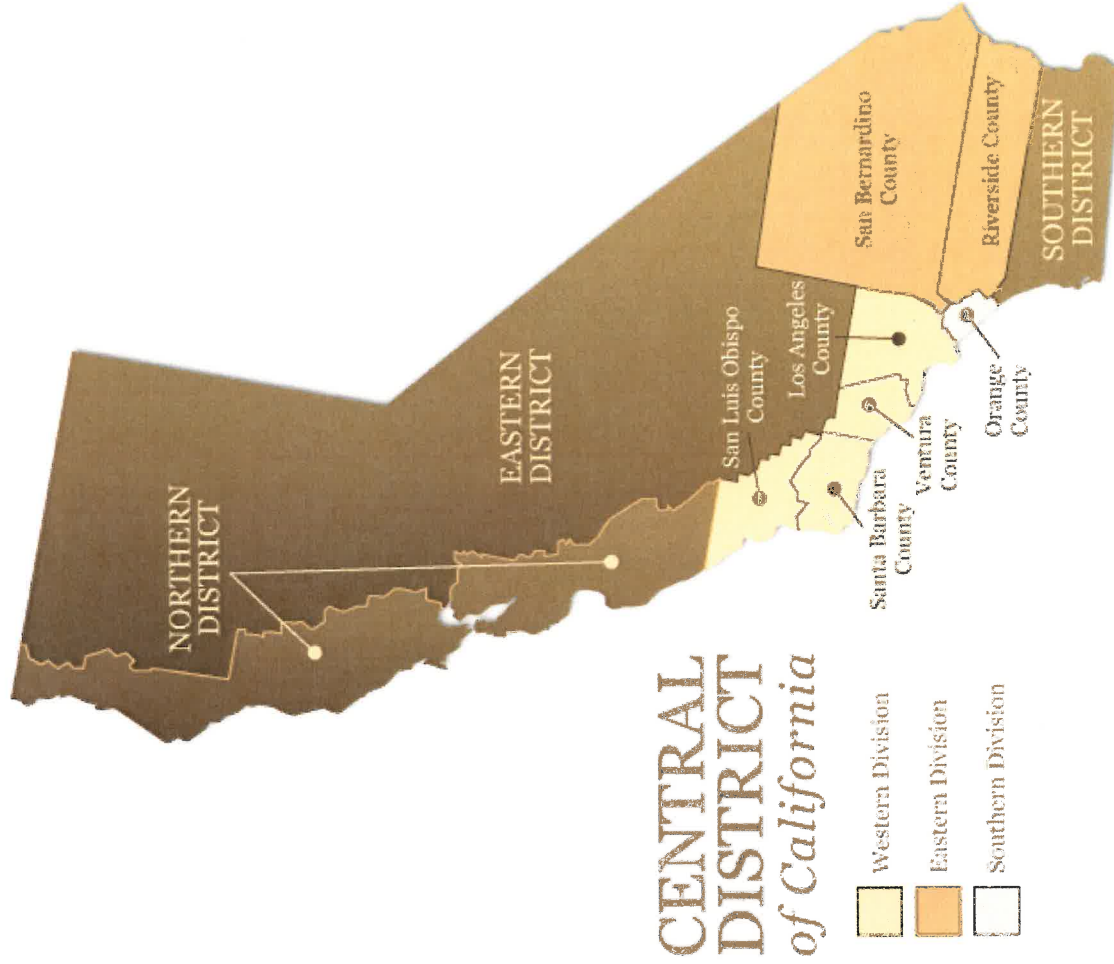 NORTHERN
DISTRICT
EASTERN
DISTRICT
San Luis Obispo
County
Los Angeles
County
San Bernardino
County
Riverside County
SOUTHERN
DISTRICT
Santa Barbara
County
Ventura
County
Orange
County
CENTRAL
DISTRICT
of California
Western Division
Eastern Division
Southern Division